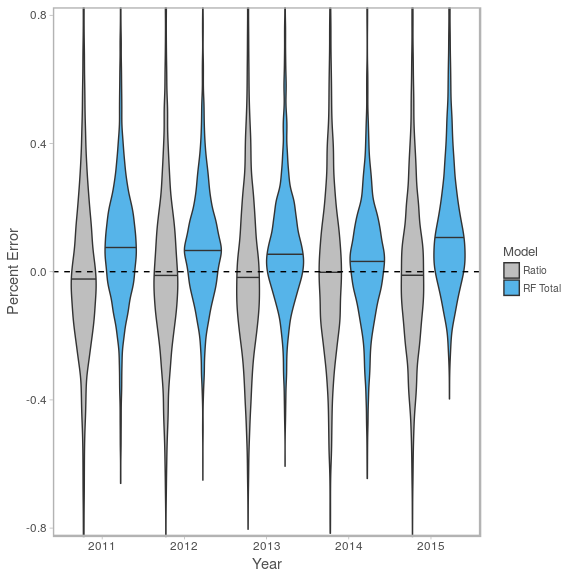 0.8
0.4
0.0
-0.4
-0.8
Percent Error
2011 2012 2013 2014 2015
Year
Model
Ratio
RF Total